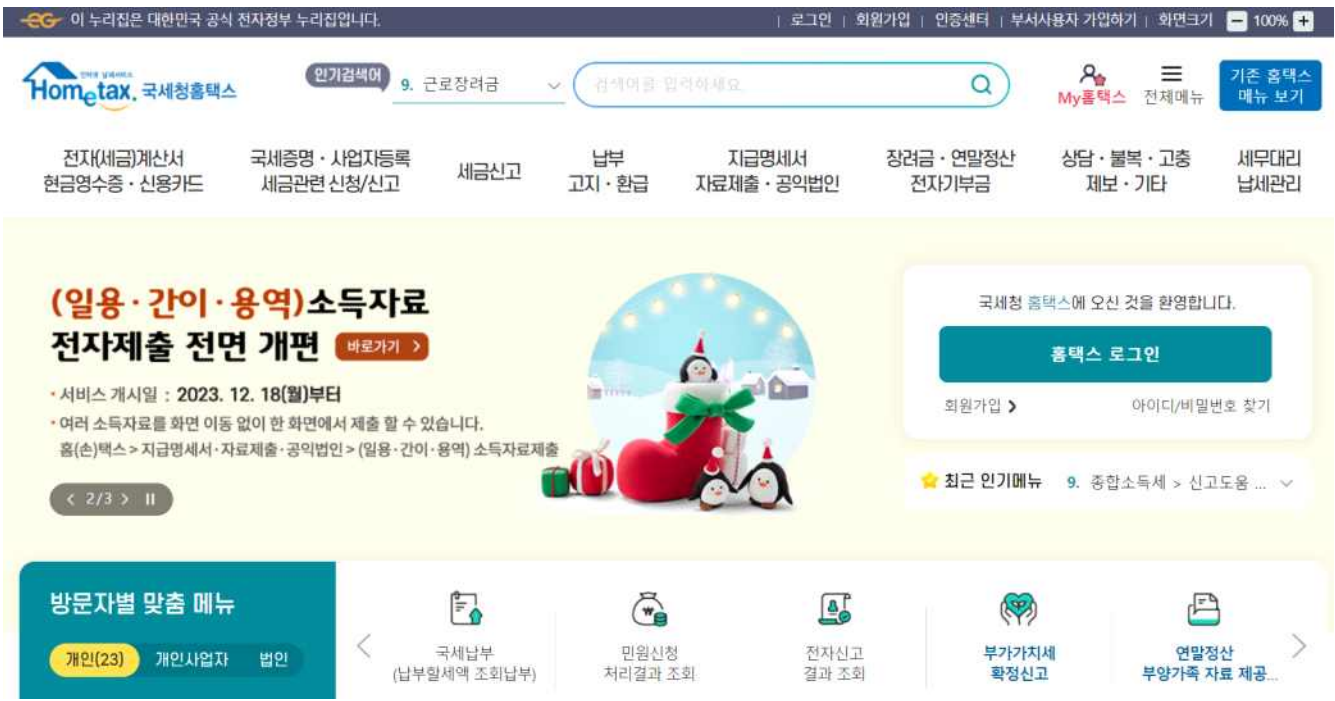 이 누리집은 대한민국 공식 전자정부 누리집입니다.
로그인 | 회원가입 | 인증센터 | 부서사용자 가입하기 | 화면크기 - 100% +
Hometax. 국세청홈택스
인기검색어
9. 근로장려금
검색어를 입력하세요
My홈택스
전체메뉴
기존 홈택스
메뉴 보기
전자(세금)계산서
현금영수증 · 신용카드
국세증명 · 사업자등록
세금관련 신청/신고
세금신고
납부
고지 · 환급
지급명세서
자료제출 · 공익법인
장려금 · 연말정산
전자기부금
상담 · 불복 · 고충
제보 · 기타
세무대리
납세관리
(일용 · 간이 · 용역)소득자료
전자제출 전면 개편 바로가기 >
· 서비스 개시일 : 2023. 12. 18(월)부터
· 여러 소득자료를 화면 이동 없이 한 화면에서 제출 할 수 있습니다.
홈(손)택스 > 지급명세서 · 자료제출 · 공익법인 > (일용 · 간이 · 용역) 소득자료제출
< 2/3 > II
국세청 홈택스에 오신 것을 환영합니다.
홈택스 로그인
회원가입 >
아이디/비밀번호 찾기
최근 인기메뉴 9. 종합소득세 > 신고도움 ...
방문자별 맞춤 메뉴
개인(23) 개인사업자 법인
국세납부
(납부할세액 조회납부)
민원신청
처리결과 조회
전자신고
결과 조회
부가가치세
확정신고
연말정산
부양가족 자료 제공...